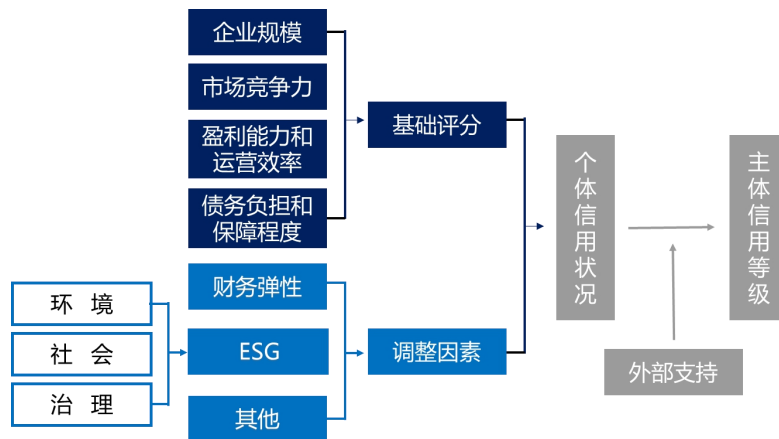 企业规模
市场竞争力
盈利能力和
运营效率
债务负担和
保障程度
基础评分
环 境
社 会
治 理
财务弹性
ESG
其他
调整因素
个体信用状况
外部支持
主体信用等级